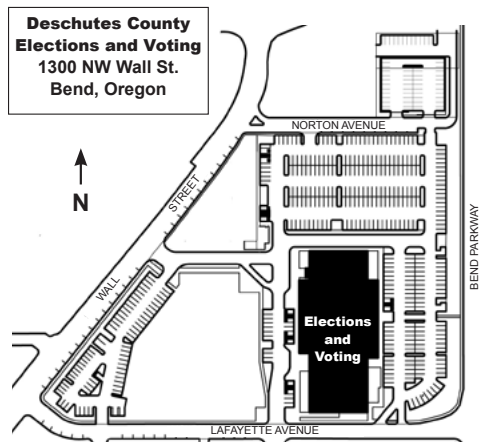 Deschutes County
Elections and Voting
1300 NW Wall St.
Bend, Oregon
NORTON AVENUE
N
WALL STREET
BEND PARKWAY
Elections
and
Voting
LAFAYETTE AVENUE